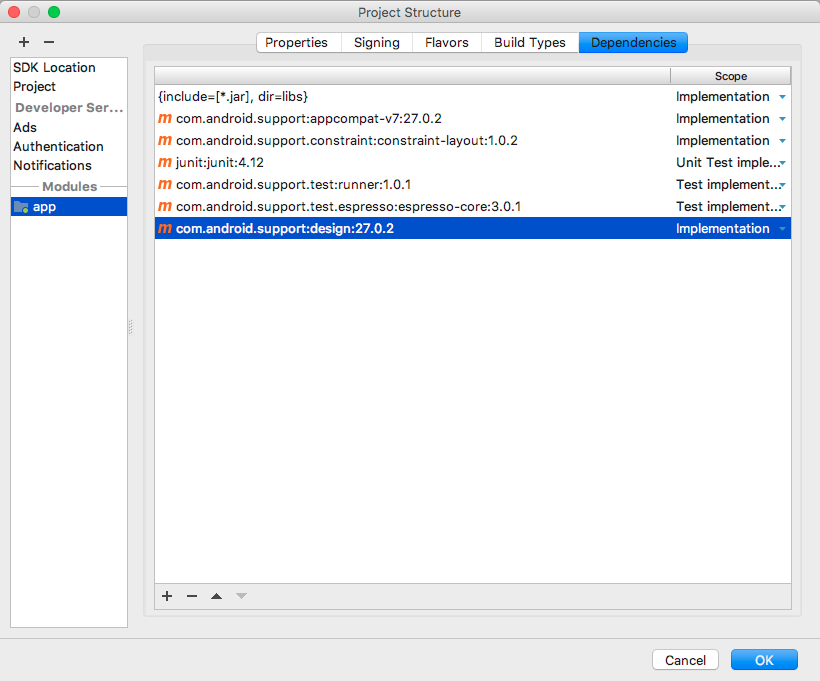 Project Structure
Properties
Signing
Flavors
Build Types
Dependencies
SDK Location
Project
Developer Ser...
Ads
Authentication
Notifications
Modules
app
Scope
{include=[*.jar], dir=libs} Implementation
m com.android.support:appcompat-v7:27.0.2 Implementation
m com.android.support.constraint:constraint-layout:1.0.2 Implementation
m junit:junit:4.12 Unit Test imple...
m com.android.support.test:runner:1.0.1 Test implement...
m com.android.support.test.espresso:espresso-core:3.0.1 Test implement...
m com.android.support:design:27.0.2 Implementation
Cancel
OK